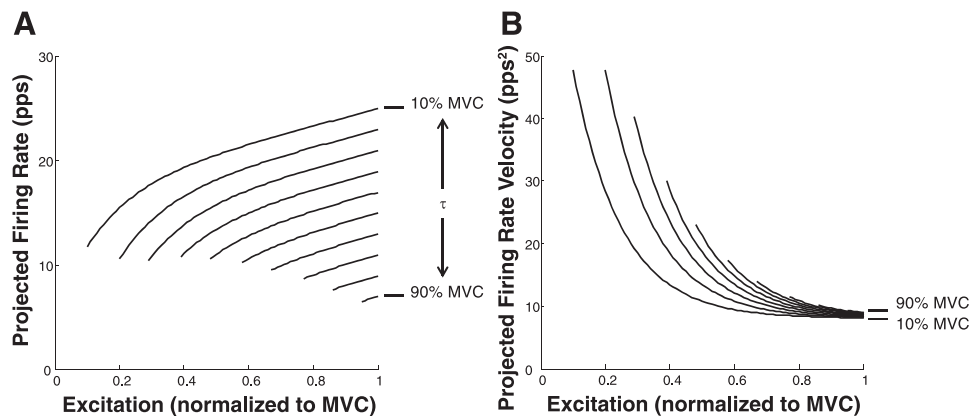 A
Projected Firing Rate (pps)
30
20
10
0
0
0.2
0.4
0.6
0.8
1
Excitation (normalized to MVC)
10% MVC
τ
90% MVC
B
Projected Firing Rate Velocity (pps²)
50
40
30
20
10
0
0
0.2
0.4
0.6
0.8
1
Excitation (normalized to MVC)
90% MVC
10% MVC